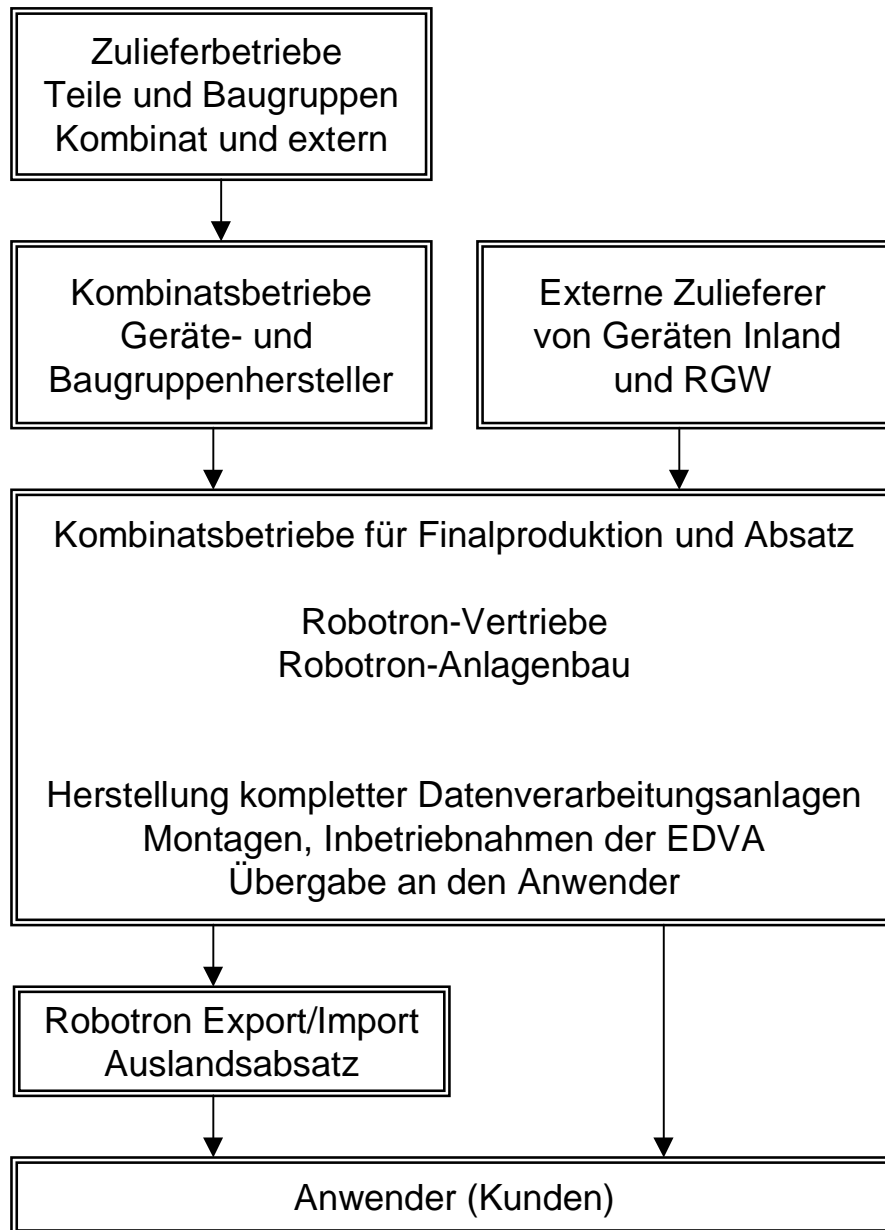 Zulieferbetriebe
Teile und Baugruppen
Kombinat und extern
Kombinatsbetriebe
Geräte- und
Baugruppenhersteller
Externe Zulieferer
von Geräten Inland
und RGW
Kombinatsbetriebe für Finalproduktion und Absatz
Robotron-Vertriebe
Robotron-Anlagenbau
Herstellung kompletter Datenverarbeitungsanlagen
Montagen, Inbetriebnahmen der EDVA
Übergabe an den Anwender
Robotron Export/Import
Auslandsabsatz
Anwender (Kunden)